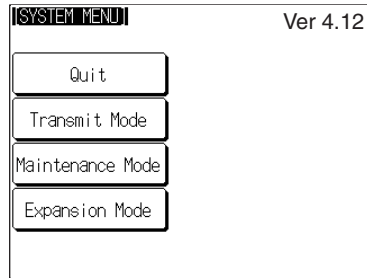 [SYSTEM MENU]
Ver 4.12
Quit
Transmit Mode
Maintenance Mode
Expansion Mode